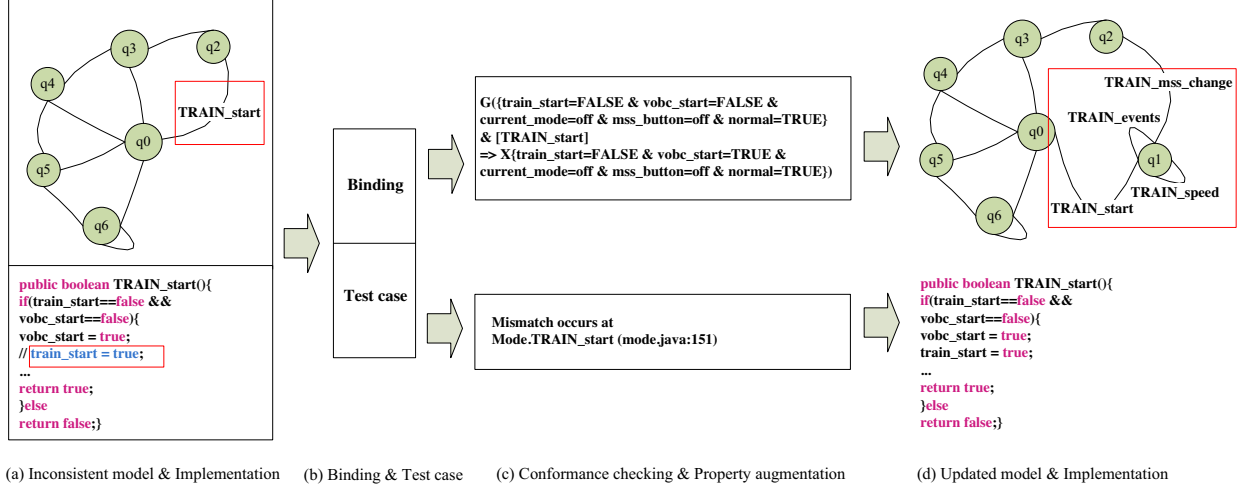 q3
q2
q4
TRAIN_start
q0
q5
q6
public boolean TRAIN_start(){
if(train_start==false &&
vobc_start==false){
vobc_start = true;
// train_start = true;
...
return true;
}else
return false;}
(a) Inconsistent model & Implementation
Binding
Test case
(b) Binding & Test case
G({train_start=FALSE & vobc_start=FALSE &
current_mode=off & mss_button=off & normal=TRUE}
& [TRAIN_start]
=> X{train_start=FALSE & vobc_start=TRUE &
current_mode=off & mss_button=off & normal=TRUE})
Mismatch occurs at
Mode.TRAIN_start (mode.java:151)
(c) Conformance checking & Property augmentation
q3
q2
q4
TRAIN_mss_change
TRAIN_events
q0
q1
q5
TRAIN_speed
q6
TRAIN_start
public boolean TRAIN_start(){
if(train_start==false &&
vobc_start==false){
vobc_start = true;
train_start = true;
...
return true;
}else
return false;}
(d) Updated model & Implementation